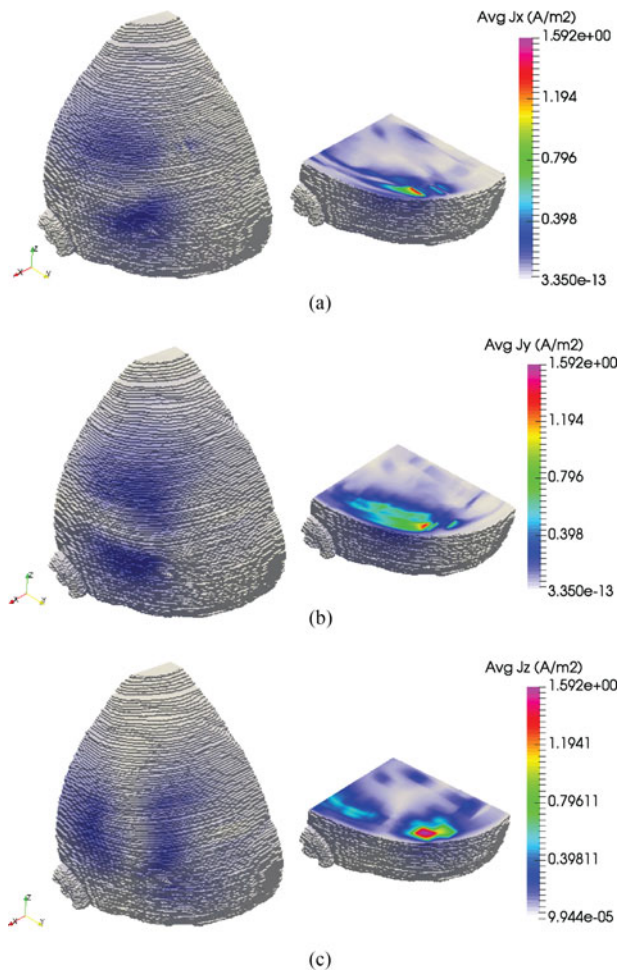 Avg Jx (A/m2)
1.592e+00
1.194
0.796
0.398
3.350e-13
z
x
y
(a)
Avg Jy (A/m2)
1.592e+00
1.194
0.796
0.398
3.350e-13
z
x
y
(b)
Avg Jz (A/m2)
1.592e+00
1.1941
0.79611
0.39811
9.944e-05
z
x
y
(c)